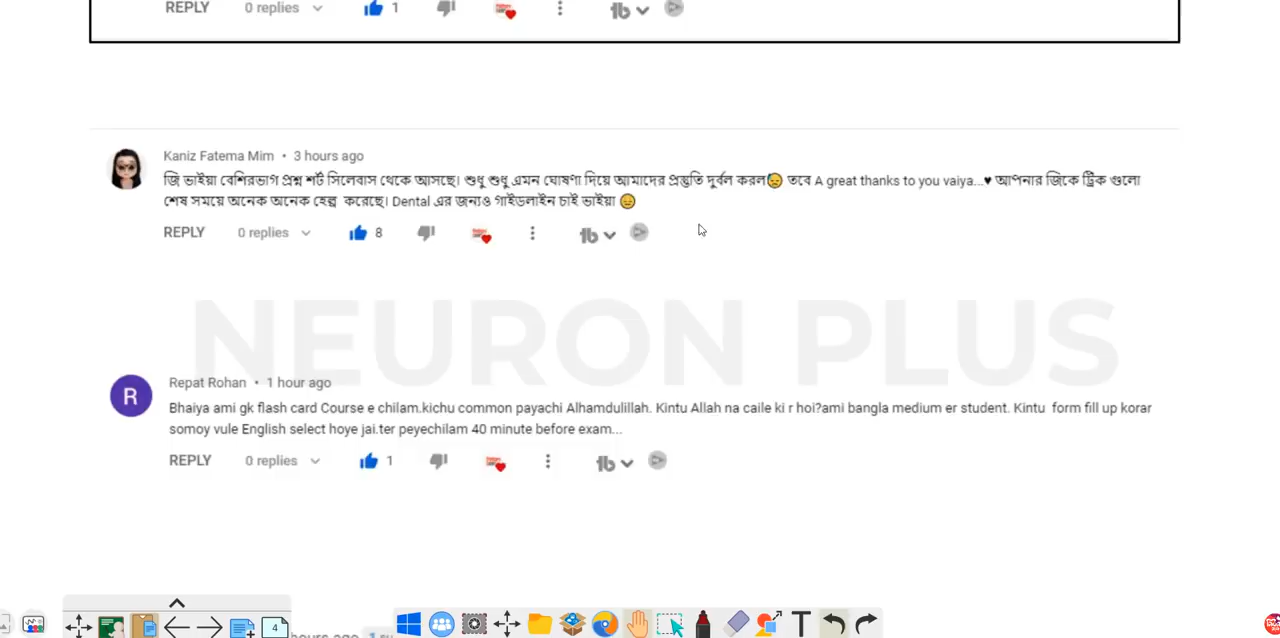 REPLY 0 replies 1
Kaniz Fatema Mim • 3 hours ago
জি ভাইয়া বেশিরভাগ প্রশ্ন শর্ট সিলেবাস থেকে আসছে। শুধু শুধু এমন ঘোষণা দিয়ে আমাদের প্রস্তুতি দুর্বল করল😥 তবে A great thanks to you vaiya...♥ আপনার জিকে ট্রিক গুলো
শেষ সময়ে অনেক অনেক হেল্প করেছে। Dental এর জন্যও গাইডলাইন চাই ভাইয়া 😑
REPLY 0 replies 8
NEURON PLUS
R
Repat Rohan • 1 hour ago
Bhaiya ami gk flash card Course e chilam.kichu common payachi Alhamdulillah. Kintu Allah na caile ki r hoi?ami bangla medium er student. Kintu form fill up korar
somoy vule English select hoye jai.ter peyechilam 40 minute before exam...
REPLY 0 replies 1
4
hours ago